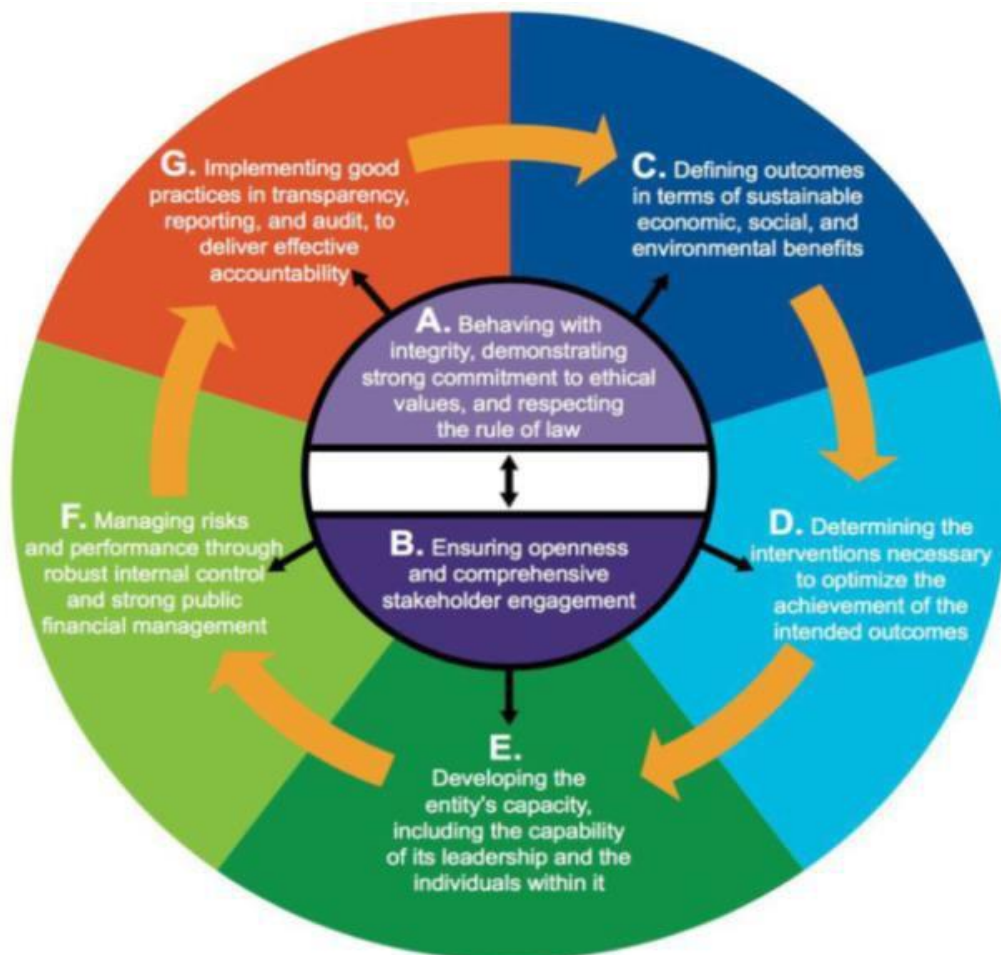 A. Behaving with
integrity, demonstrating
strong commitment to ethical
values, and respecting
the rule of law
B. Ensuring openness
and comprehensive
stakeholder engagement
C. Defining outcomes
in terms of sustainable
economic, social, and
environmental benefits
D. Determining the
interventions necessary
to optimize the
achievement of the
intended outcomes
E.
Developing the
entity's capacity,
including the capability
of its leadership and the
individuals within it
F. Managing risks
and performance through
robust internal control
and strong public
financial management
G. Implementing good
practices in transparency,
reporting, and audit, to
deliver effective
accountability